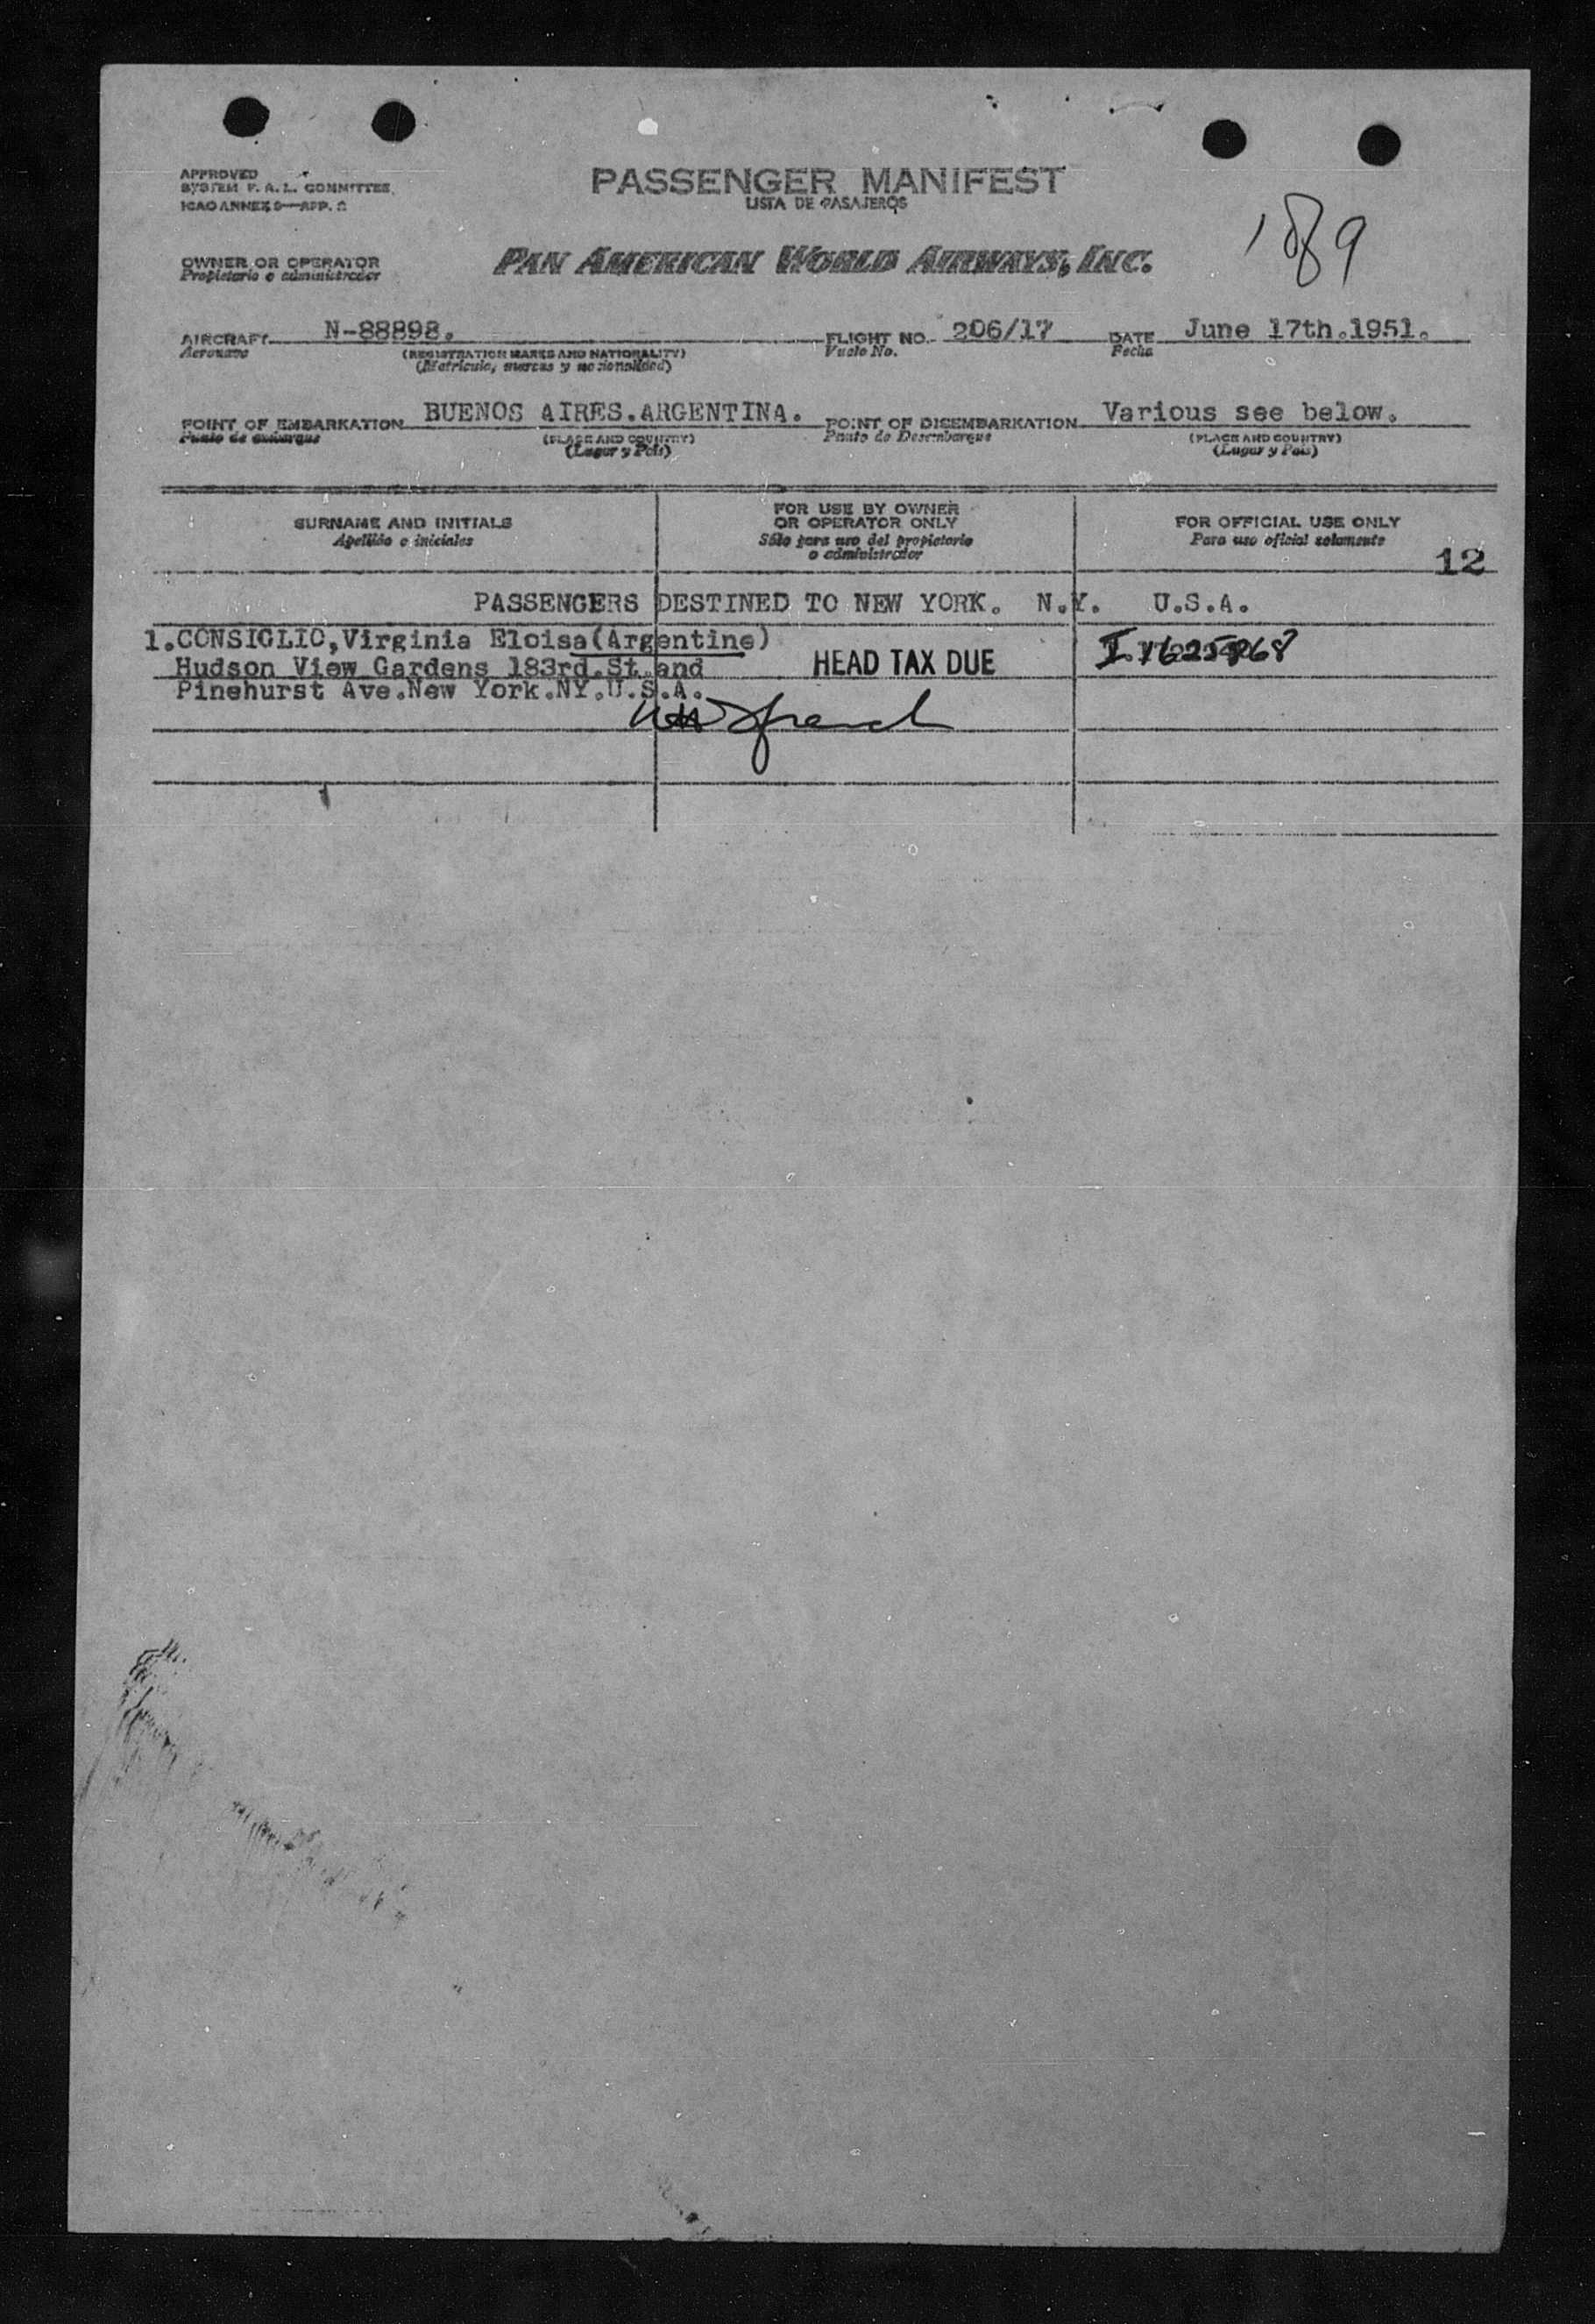 APPROVED
SYSTEM F. A. L. COMMITTEE
ICAO ANNEX 9—APP. 2
PASSENGER MANIFEST
LISTA DE PASAJEROS
189
OWNER OR OPERATOR
Propietario o administrador
PAN AMERICAN WORLD AIRWAYS, INC.
AIRCRAFT N-88898. FLIGHT NO. 206/17 DATE June 17th.1951.
Aeronave (REGISTRATION MARKS AND NATIONALITY) Vuelo No. Fecha
(Matricula, marcas y nacionalidad)
POINT OF EMBARKATION BUENOS AIRES.ARGENTINA. POINT OF DISEMBARKATION Various see below.
Punto de embarque (PLACE AND COUNTRY) Punto de Desembarque (PLACE AND COUNTRY)
(Lugar y País) (Lugar y País)
SURNAME AND INITIALS
Apellido e iniciales
FOR USE BY OWNER
OR OPERATOR ONLY
Sólo para uso del propietario
o administrador
FOR OFFICIAL USE ONLY
Para uso oficial solamente
12
PASSENGERS DESTINED TO NEW YORK. N.Y. U.S.A.
1.CONSIGLIO,Virginia Eloisa(Argentine)
Hudson View Gardens 183rd.St.and HEAD TAX DUE
Pinehurst Ave.New York.NY.U.S.A.